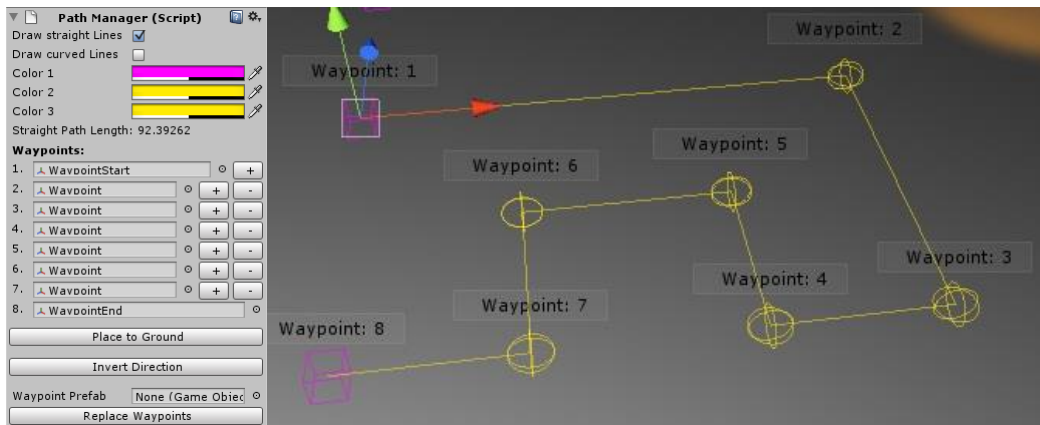 Path Manager (Script)
Draw straight Lines
Draw curved Lines
Color 1
Color 2
Color 3
Straight Path Length: 92.39262
Waypoints:
1. WaypointStart + 
2. Waypoint + -
3. Waypoint + -
4. Waypoint + -
5. Waypoint + -
6. Waypoint + -
7. Waypoint + -
8. WaypointEnd
Place to Ground
Invert Direction
Waypoint Prefab None (Game Objec
Replace Waypoints
Waypoint: 1
Waypoint: 2
Waypoint: 6
Waypoint: 5
Waypoint: 3
Waypoint: 4
Waypoint: 7
Waypoint: 8